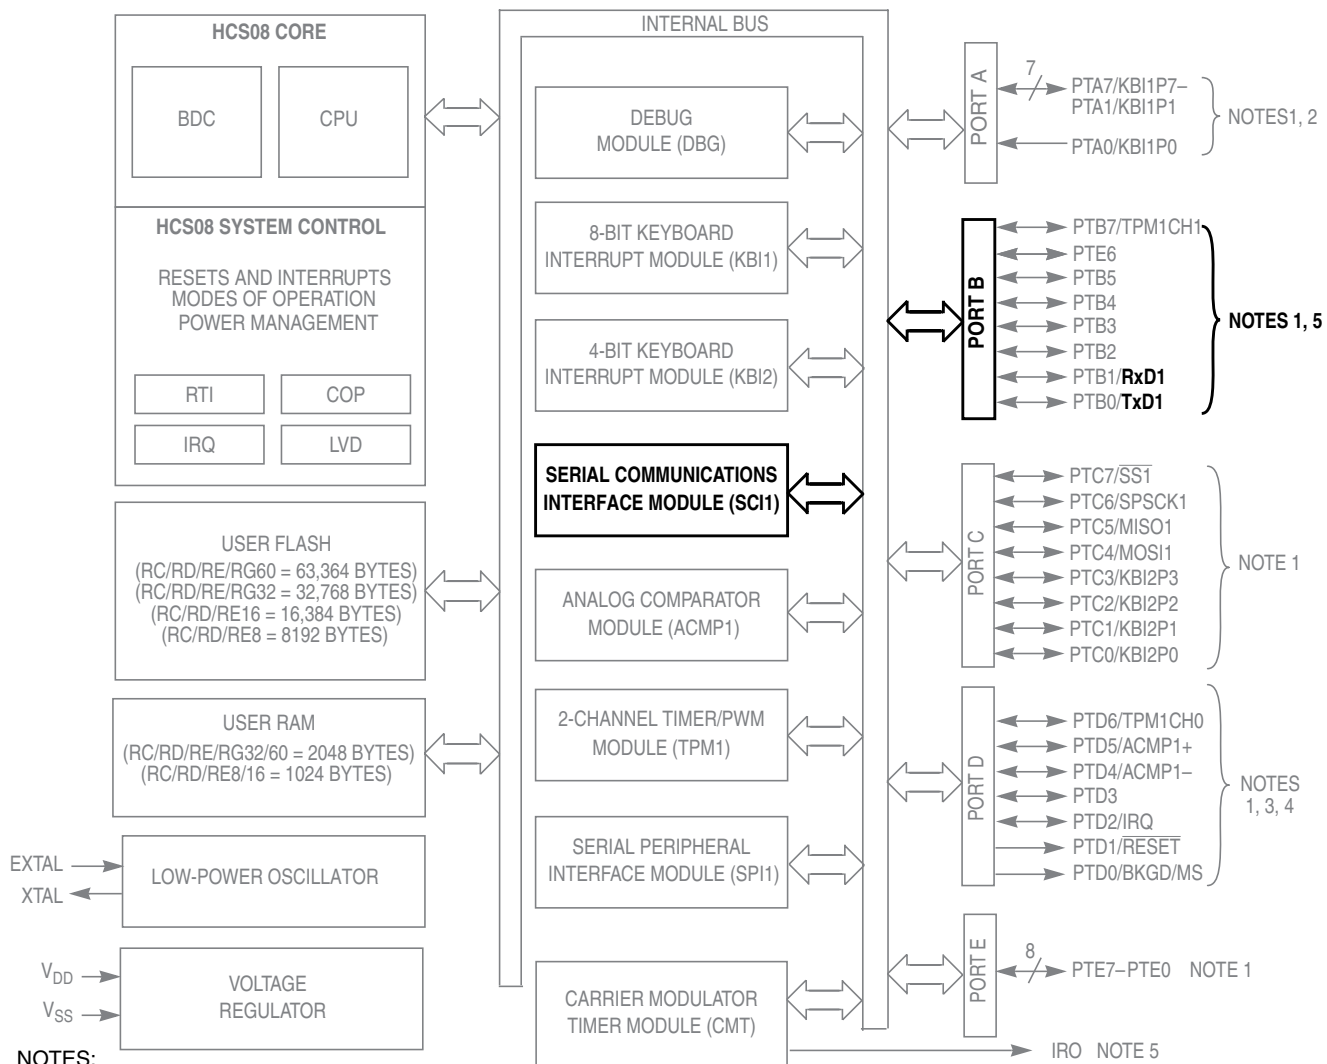 HCS08 CORE
BDC
CPU
HCS08 SYSTEM CONTROL
RESETS AND INTERRUPTS
MODES OF OPERATION
POWER MANAGEMENT
RTI
COP
IRQ
LVD
USER FLASH
(RC/RD/RE/RG60 = 63,364 BYTES)
(RC/RD/RE/RG32 = 32,768 BYTES)
(RC/RD/RE16 = 16,384 BYTES)
(RC/RD/RE8 = 8192 BYTES)
USER RAM
(RC/RD/RE/RG32/60 = 2048 BYTES)
(RC/RD/RE8/16 = 1024 BYTES)
EXTAL
XTAL
LOW-POWER OSCILLATOR
VDD
VSS
VOLTAGE
REGULATOR
NOTES:
INTERNAL BUS
DEBUG
MODULE (DBG)
8-BIT KEYBOARD
INTERRUPT MODULE (KBI1)
4-BIT KEYBOARD
INTERRUPT MODULE (KBI2)
SERIAL COMMUNICATIONS
INTERFACE MODULE (SCI1)
ANALOG COMPARATOR
MODULE (ACMP1)
2-CHANNEL TIMER/PWM
MODULE (TPM1)
SERIAL PERIPHERAL
INTERFACE MODULE (SPI1)
CARRIER MODULATOR
TIMER MODULE (CMT)
PORT A
7
PTA7/KBI1P7–
PTA1/KBI1P1
PTA0/KBI1P0
NOTES1, 2
PORT B
PTB7/TPM1CH1
PTE6
PTB5
PTB4
PTB3
PTB2
PTB1/RxD1
PTB0/TxD1
NOTES 1, 5
PORT C
PTC7/SS1
PTC6/SPSCK1
PTC5/MISO1
PTC4/MOSI1
PTC3/KBI2P3
PTC2/KBI2P2
PTC1/KBI2P1
PTC0/KBI2P0
NOTE 1
PORT D
PTD6/TPM1CH0
PTD5/ACMP1+
PTD4/ACMP1–
PTD3
PTD2/IRQ
PTD1/RESET
PTD0/BKGD/MS
NOTES
1, 3, 4
PORT E
8
PTE7–PTE0 NOTE 1
IRO NOTE 5